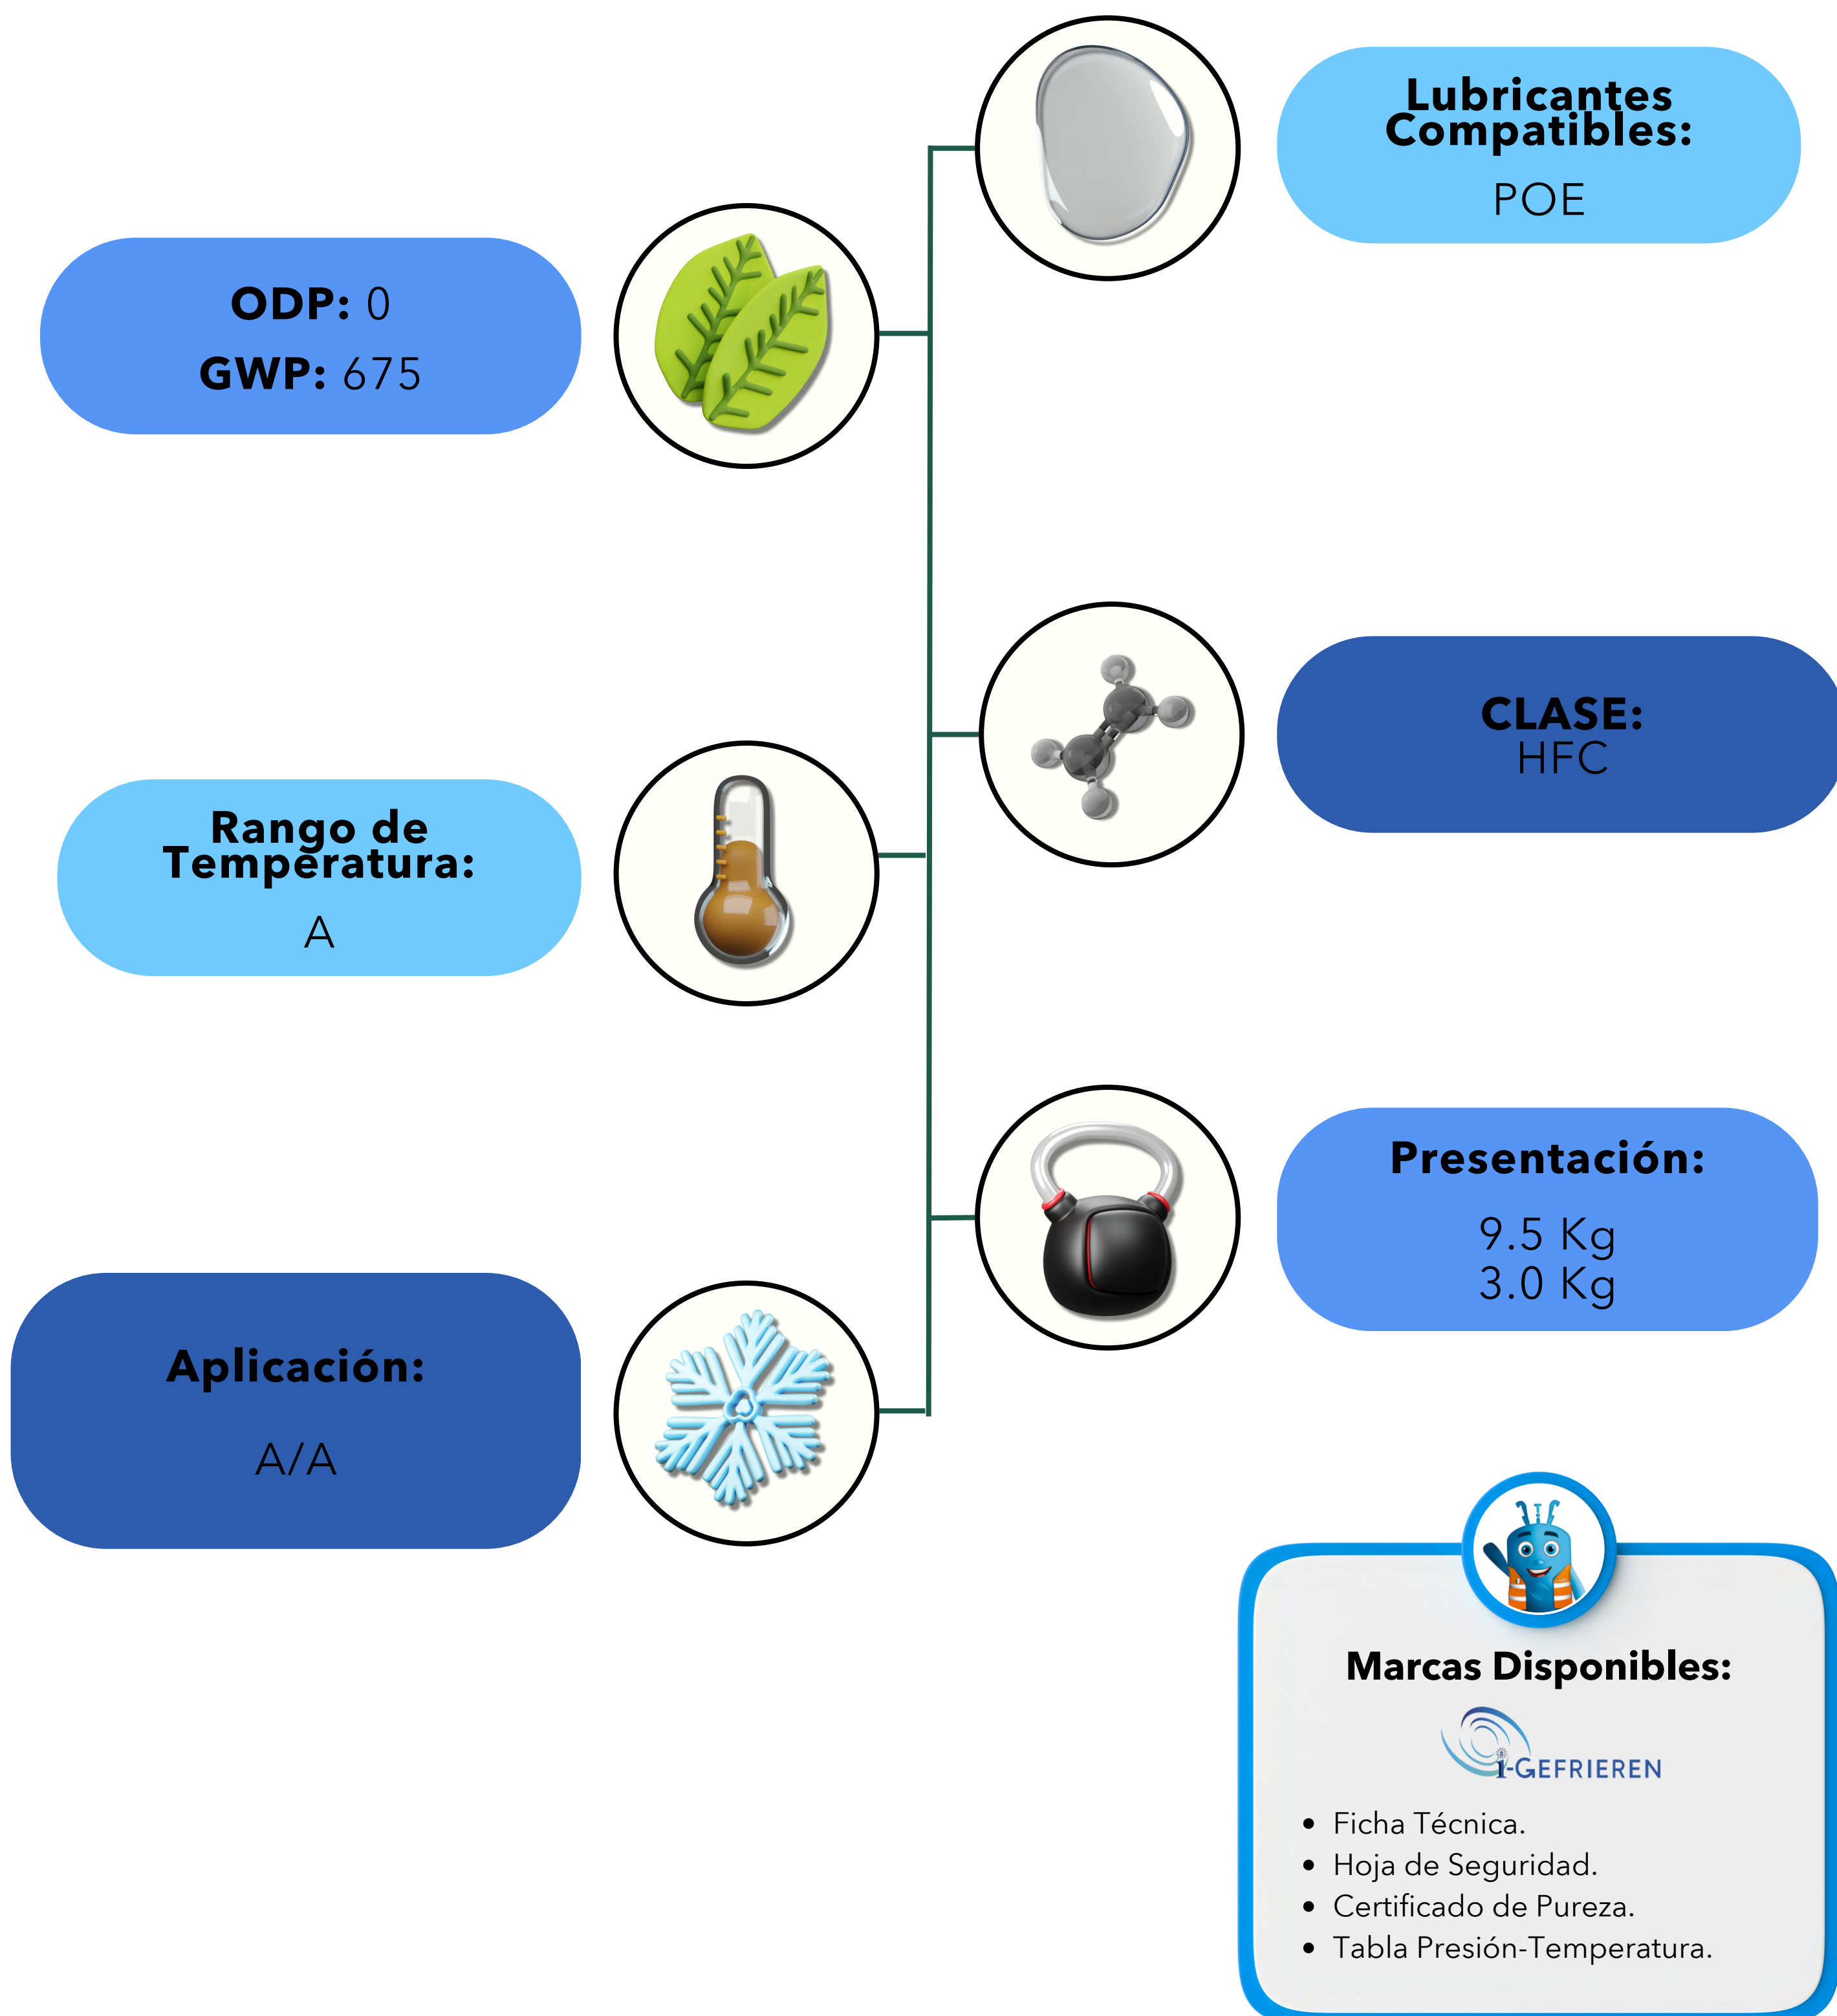 Lubricantes
Compatibles:
POE
ODP: 0
GWP: 675
CLASE:
HFC
Rango de
Temperatura:
A
Presentación:
9.5 Kg
3.0 Kg
Aplicación:
A/A
Marcas Disponibles:
i-GEFRIEREN
• Ficha Técnica.
• Hoja de Seguridad.
• Certificado de Pureza.
• Tabla Presión-Temperatura.